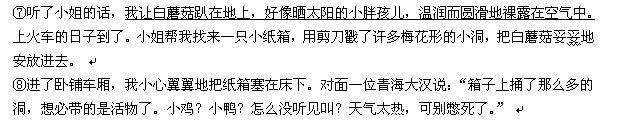 ⑦听了小姐的话，我让白蘑菇趴在地上，好像晒太阳的小胖孩儿，温润而圆滑地裸露在空气中。
上火车的日子到了。小姐帮我找来一只小纸箱，用剪刀戳了许多梅花形的小洞，把白蘑菇妥妥地
安放进去。 ↵
⑧进了卧铺车厢，我小心翼翼地把纸箱塞在床下。对面一位青海大汉说：“箱子上捅了那么多的
洞，想必带的是活物了。小鸡？小鸭？怎么没听见叫？天气太热，可别憋死了。” ↵